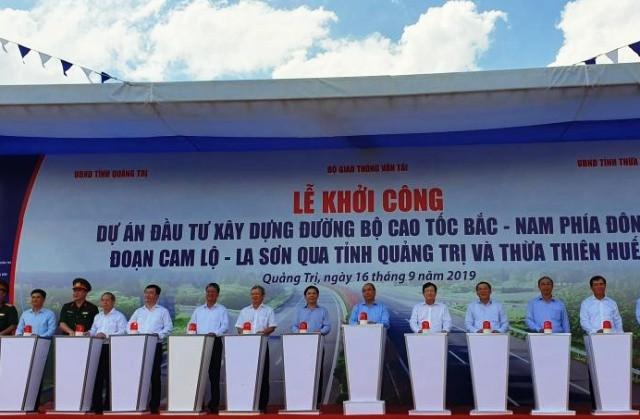 UBND TỈNH QUẢNG TRỊ
BỘ GIAO THÔNG VẬN TẢI
UBND TỈNH THỪA
LỄ KHỞI CÔNG
DỰ ÁN ĐẦU TƯ XÂY DỰNG ĐƯỜNG BỘ CAO TỐC BẮC - NAM PHÍA ĐÔN
ĐOẠN CAM LỘ - LA SƠN QUA TỈNH QUẢNG TRỊ VÀ THỪA THIÊN HUẾ
Quảng Trị, ngày 16 tháng 9 năm 2019